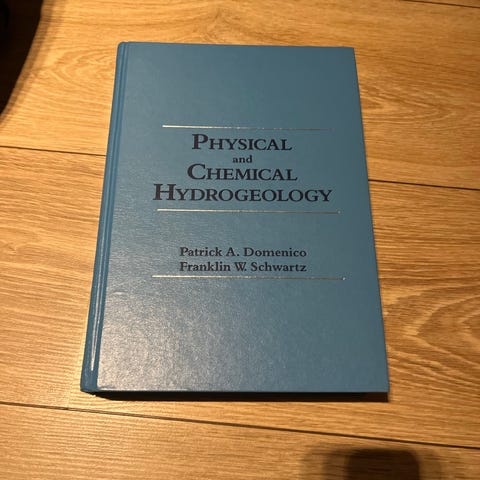 PHYSICAL
and
CHEMICAL
HYDROGEOLOGY
Patrick A. Domenico
Franklin W. Schwartz